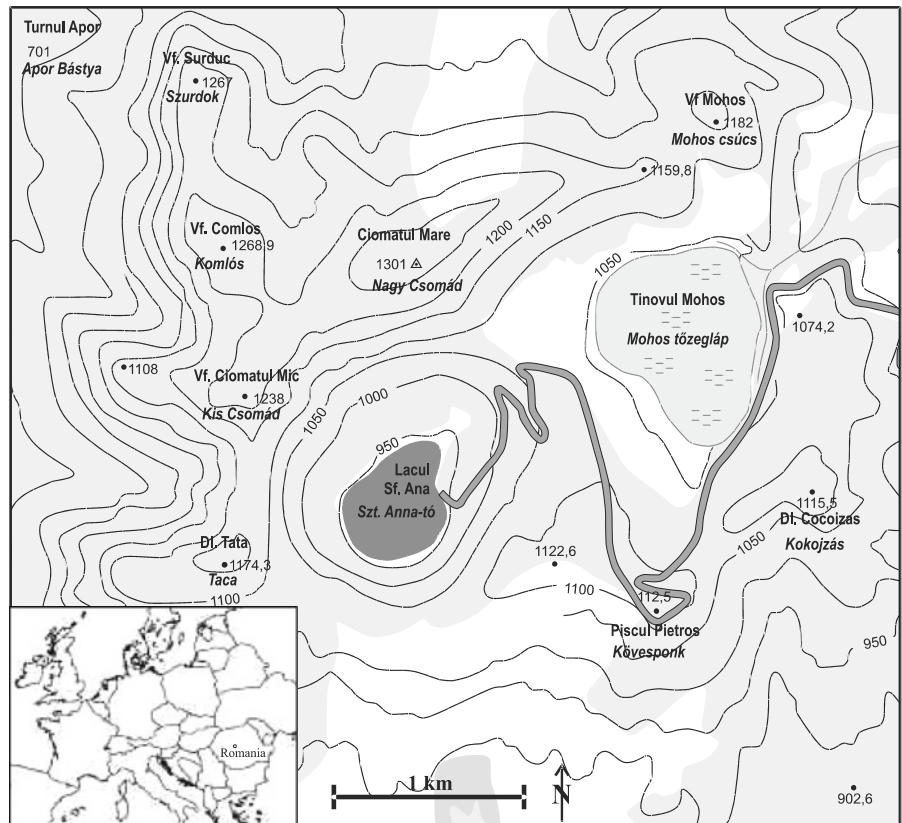 Turnul Apor
701
Apor Bástya
Vf. Surduc
1267
Szurdok
Vf Mohos
1182
Mohos csúcs
1159,8
Vf. Comlos
1268,9
Komlós
Ciomatul Mare
1301
Nagy Csomád
1200
1150
1050
Tinovul Mohos
Mohos tőzegláp
1074,2
1108
Vf. Ciomatul Mic
1238
Kis Csomád
1050
1000
950
Lacul
Sf. Ana
Szt. Anna-tó
1115,5
Dl. Cocoizas
Kokojzás
1050
Dl. Tata
1174,3
Taca
1100
1122,6
1100
112,5
Piscul Pietros
Kövesponk
950
Romania
1 km
N
902,6